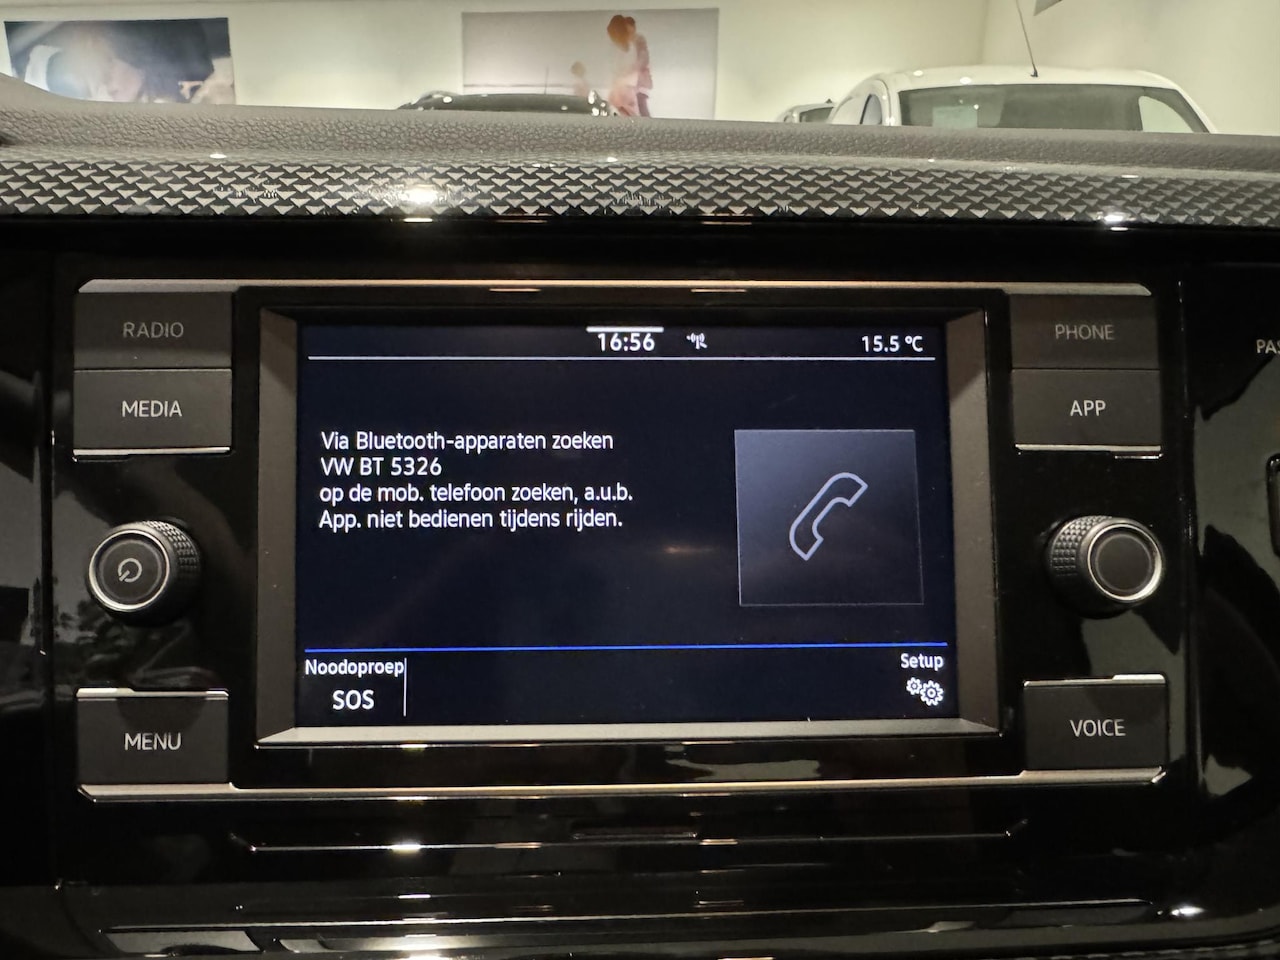 16:56
15.5 °C
RADIO
PHONE
MEDIA
APP
Via Bluetooth-apparaten zoeken
VW BT 5326
op de mob. telefoon zoeken, a.u.b.
App. niet bedienen tijdens rijden.
Noodoproep
SOS
Setup
MENU
VOICE
PAS